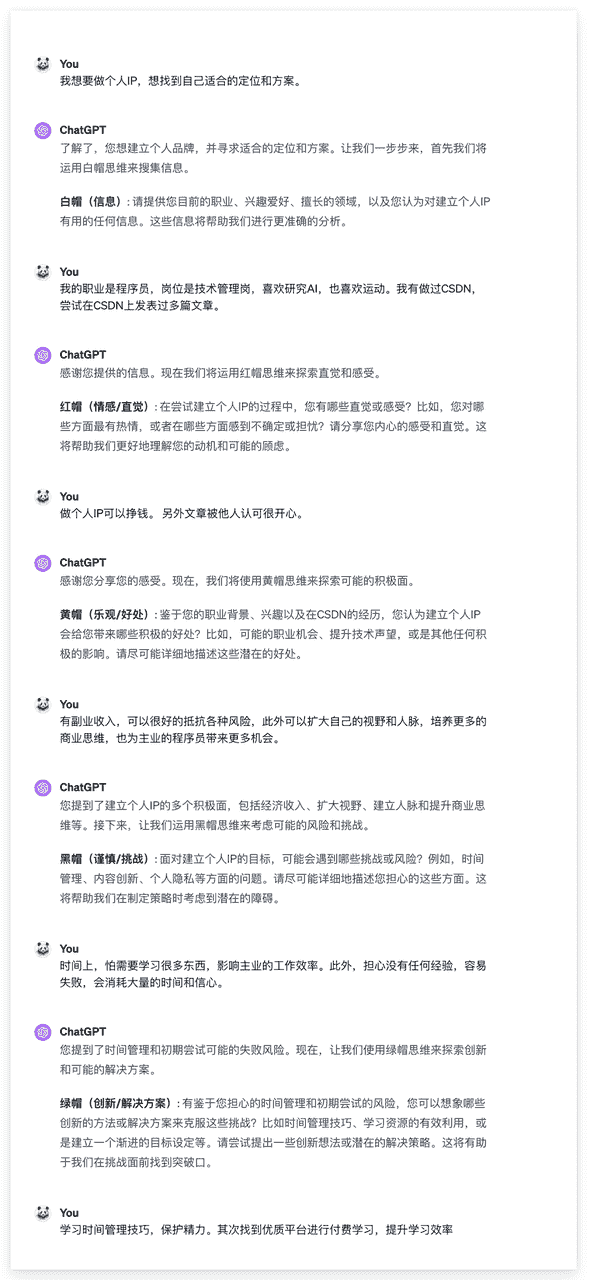 You
我想要做个人IP，想找到自己适合的定位和方案。
ChatGPT
了解了，您想建立个人品牌，并寻求适合的定位和方案。让我们一步步来，首先我们将
运用白帽思维来搜集信息。
白帽（信息）: 请提供您目前的职业、兴趣爱好、擅长的领域，以及您认为对建立个人IP
有用的任何信息。这些信息将帮助我们进行更准确的分析。
You
我的职业是程序员，岗位是技术管理岗，喜欢研究AI，也喜欢运动。我有做过CSDN，
尝试在CSDN上发表过多篇文章。
ChatGPT
感谢您提供的信息。现在我们将运用红帽思维来探索直觉和感受。
红帽（情感/直觉）: 在尝试建立个人IP的过程中，您有哪些直觉或感受？比如，您对哪
些方面最有热情，或者在哪些方面感到不确定或担忧？请分享您内心的感受和直觉。这
将帮助我们更好地理解您的动机和可能的顾虑。
You
做个人IP可以挣钱。 另外文章被他人认可很开心。
ChatGPT
感谢您分享您的感受。现在，我们将使用黄帽思维来探索可能的积极面。
黄帽（乐观/好处）: 鉴于您的职业背景、兴趣以及在CSDN的经历，您认为建立个人IP
会给您带来哪些积极的好处？比如，可能的职业机会、提升技术声望，或是其他任何积
极的影响。请尽可能详细地描述这些潜在的好处。
You
有副业收入，可以很好的抵抗各种风险，此外可以扩大自己的视野和人脉，培养更多的
商业思维，也为主业的程序员带来更多机会。
ChatGPT
您提到了建立个人IP的多个积极面，包括经济收入、扩大视野、建立人脉和提升商业思
维等。接下来，让我们运用黑帽思维来考虑可能的风险和挑战。
黑帽（谨慎/挑战）: 面对建立个人IP的目标，可能会遇到哪些挑战或风险？例如，时间
管理、内容创新、个人隐私等方面的问题。请尽可能详细地描述您担心的这些方面。这
将帮助我们在制定策略时考虑到潜在的障碍。
You
时间上，怕需要学习很多东西，影响主业的工作效率。此外，担心没有任何经验，容易
失败，会消耗大量的时间和信心。
ChatGPT
您提到了时间管理和初期尝试可能的失败风险。现在，让我们使用绿帽思维来探索创新
和可能的解决方案。
绿帽（创新/解决方案）: 有鉴于您担心的时间管理和初期尝试的风险，您可以想象哪些
创新的方法或解决方案来克服这些挑战？比如时间管理技巧、学习资源的有效利用，或
是建立一个渐进的目标设定等。请尝试提出一些创新想法或潜在的解决策略。这将有助
于我们在挑战面前找到突破口。
You
学习时间管理技巧，保护精力。其次找到优质平台进行付费学习，提升学习效率